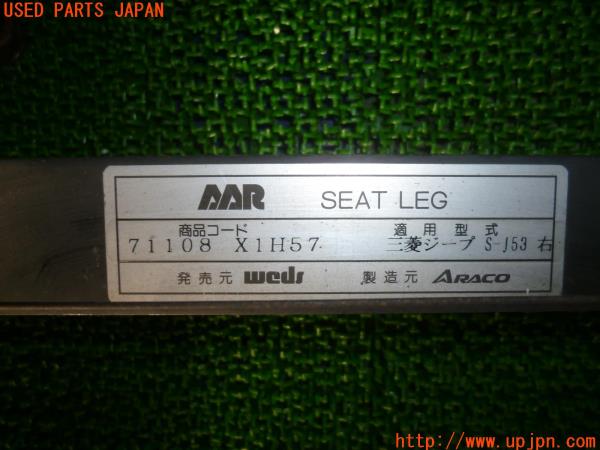 USED PARTS JAPAN
AAR SEAT LEG
商品コード 適用型式
71108 X1H57 三菱ジープ S-J53 右
発売元 weds 製造元 ARACO
http://www.upjpn.com